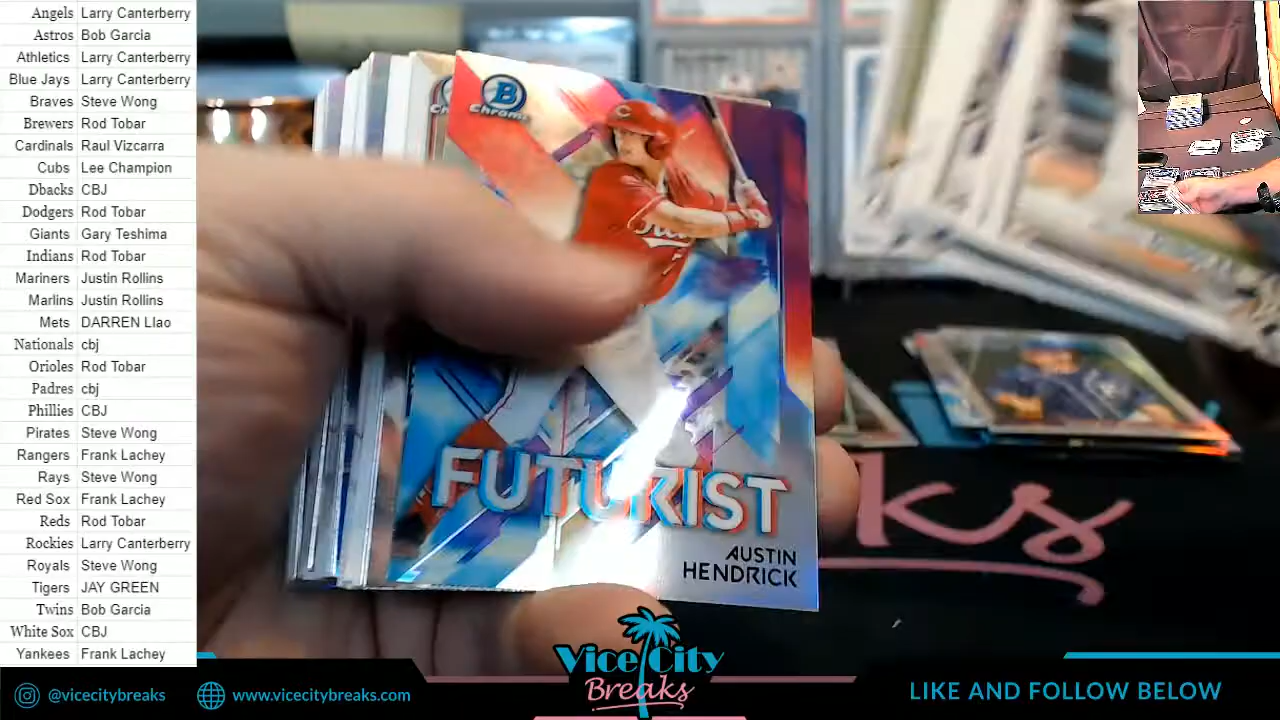 Angels Larry Canterberry
Astros Bob Garcia
Athletics Larry Canterberry
Blue Jays Larry Canterberry
Braves Steve Wong
Brewers Rod Tobar
Cardinals Raul Vizcarra
Cubs Lee Champion
Dbacks CBJ
Dodgers Rod Tobar
Giants Gary Teshima
Indians Rod Tobar
Mariners Justin Rollins
Marlins Justin Rollins
Mets DARREN Llao
Nationals cbj
Orioles Rod Tobar
Padres cbj
Phillies CBJ
Pirates Steve Wong
Rangers Frank Lachey
Rays Steve Wong
Red Sox Frank Lachey
Reds Rod Tobar
Rockies Larry Canterberry
Royals Steve Wong
Tigers JAY GREEN
Twins Bob Garcia
White Sox CBJ
Yankees Frank Lachey
B
Chrome
FUTURIST
AUSTIN
HENDRICK
ks
Vice City
Breaks
@vicecitybreaks
www.vicecitybreaks.com
LIKE AND FOLLOW BELOW